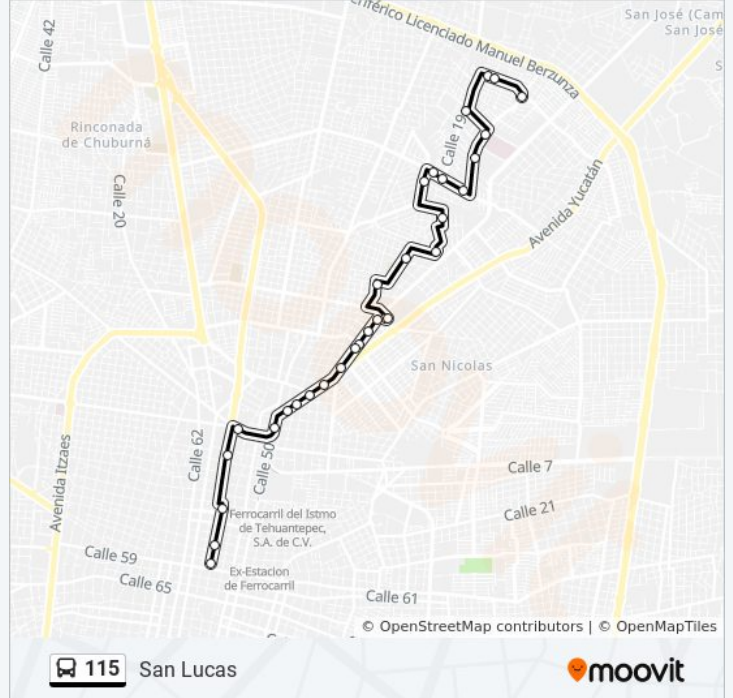 Periférico Licenciado Manuel Berzunza
San José (Cam
San José
S
Calle 42
Rinconada
de Chuburná
Calle 19
Calle 20
Avenida Yucatán
San Nicolas
Calle 62
Calle 50
Avenida Itzaes
Calle 7
Calle 21
Ferrocarril del Istmo
de Tehuantepec,
S.A. de C.V.
Calle 59
Calle 65
Ex-Estacion
de Ferrocarril
Calle 61
© OpenStreetMap contributors | © OpenMapTiles
115 San Lucas
moovit